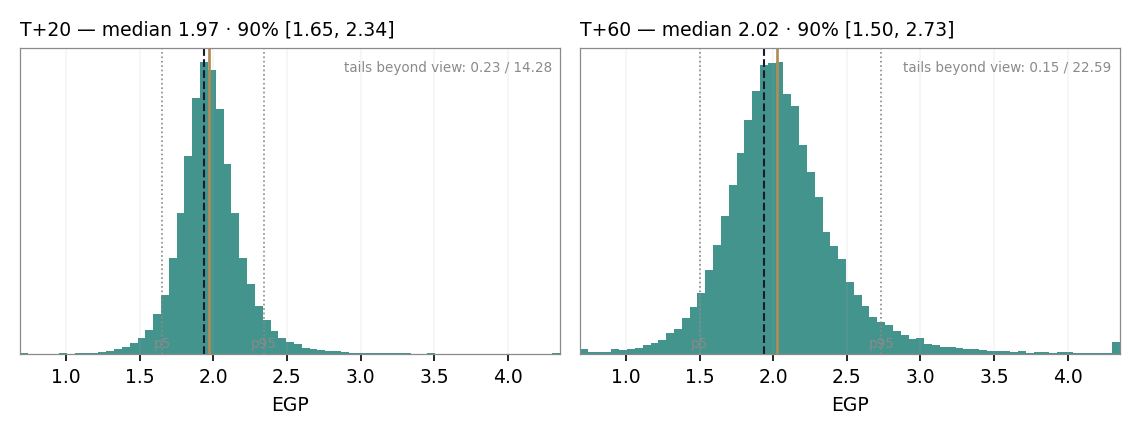 T+20 — median 1.97 · 90% [1.65, 2.34]
tails beyond view: 0.23 / 14.28
p5
p95
1.0 1.5 2.0 2.5 3.0 3.5 4.0
EGP
T+60 — median 2.02 · 90% [1.50, 2.73]
tails beyond view: 0.15 / 22.59
p5
p95
1.0 1.5 2.0 2.5 3.0 3.5 4.0
EGP